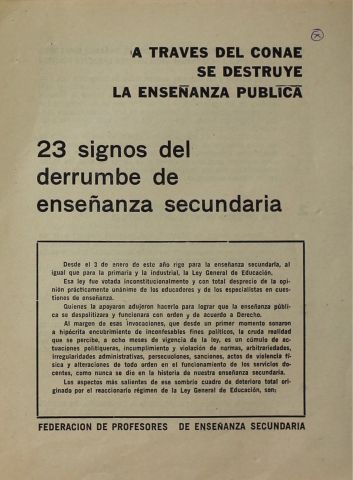 A TRAVES DEL CONAE
SE DESTRUYE
LA ENSEÑANZA PUBLICA
23 signos del
derrumbe de
enseñanza secundaria
Desde el 3 de enero de este año rige para la enseñanza secundaria, al
igual que para la primaria y la industrial, la Ley General de Educación.
Esa ley fue votada inconstitucionalmente y con total desprecio de la opi-
nión prácticamente unánime de los educadores y de los especialistas en cues-
tiones de enseñanza.
Quienes la apoyaron adujeron hacerlo para lograr que la enseñanza públi-
ca se despolitizara y funcionara con orden y de acuerdo a Derecho.
Al margen de esas invocaciones, que desde un primer momento sonaron
a hipócrita encubrimiento de inconfesables fines políticos, la cruda realidad
que se percibe, a ocho meses de vigencia de la ley, es un cúmulo de ac-
tuaciones politiqueras, incumplimiento y violación de normas, arbitrariedades,
irregularidades administrativas, persecuciones, sanciones, actos de violencia fí-
sica y alteraciones de todo orden en el funcionamiento de los servicios do-
centes, como nunca se dio en la historia de nuestra enseñanza secundaria.
Los aspectos más salientes de ese sombrío cuadro de deterioro total ori-
ginado por el reaccionario régimen de la Ley General de Educación, son:
FEDERACION DE PROFESORES DE ENSEÑANZA SECUNDARIA